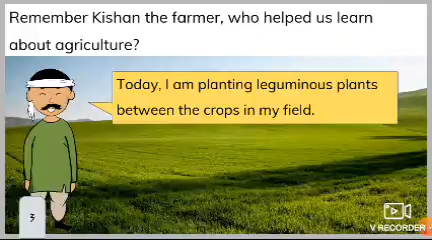 Remember Kishan the farmer, who helped us learn
about agriculture?
Today, I am planting leguminous plants
between the crops in my field.
3
V RECORDER